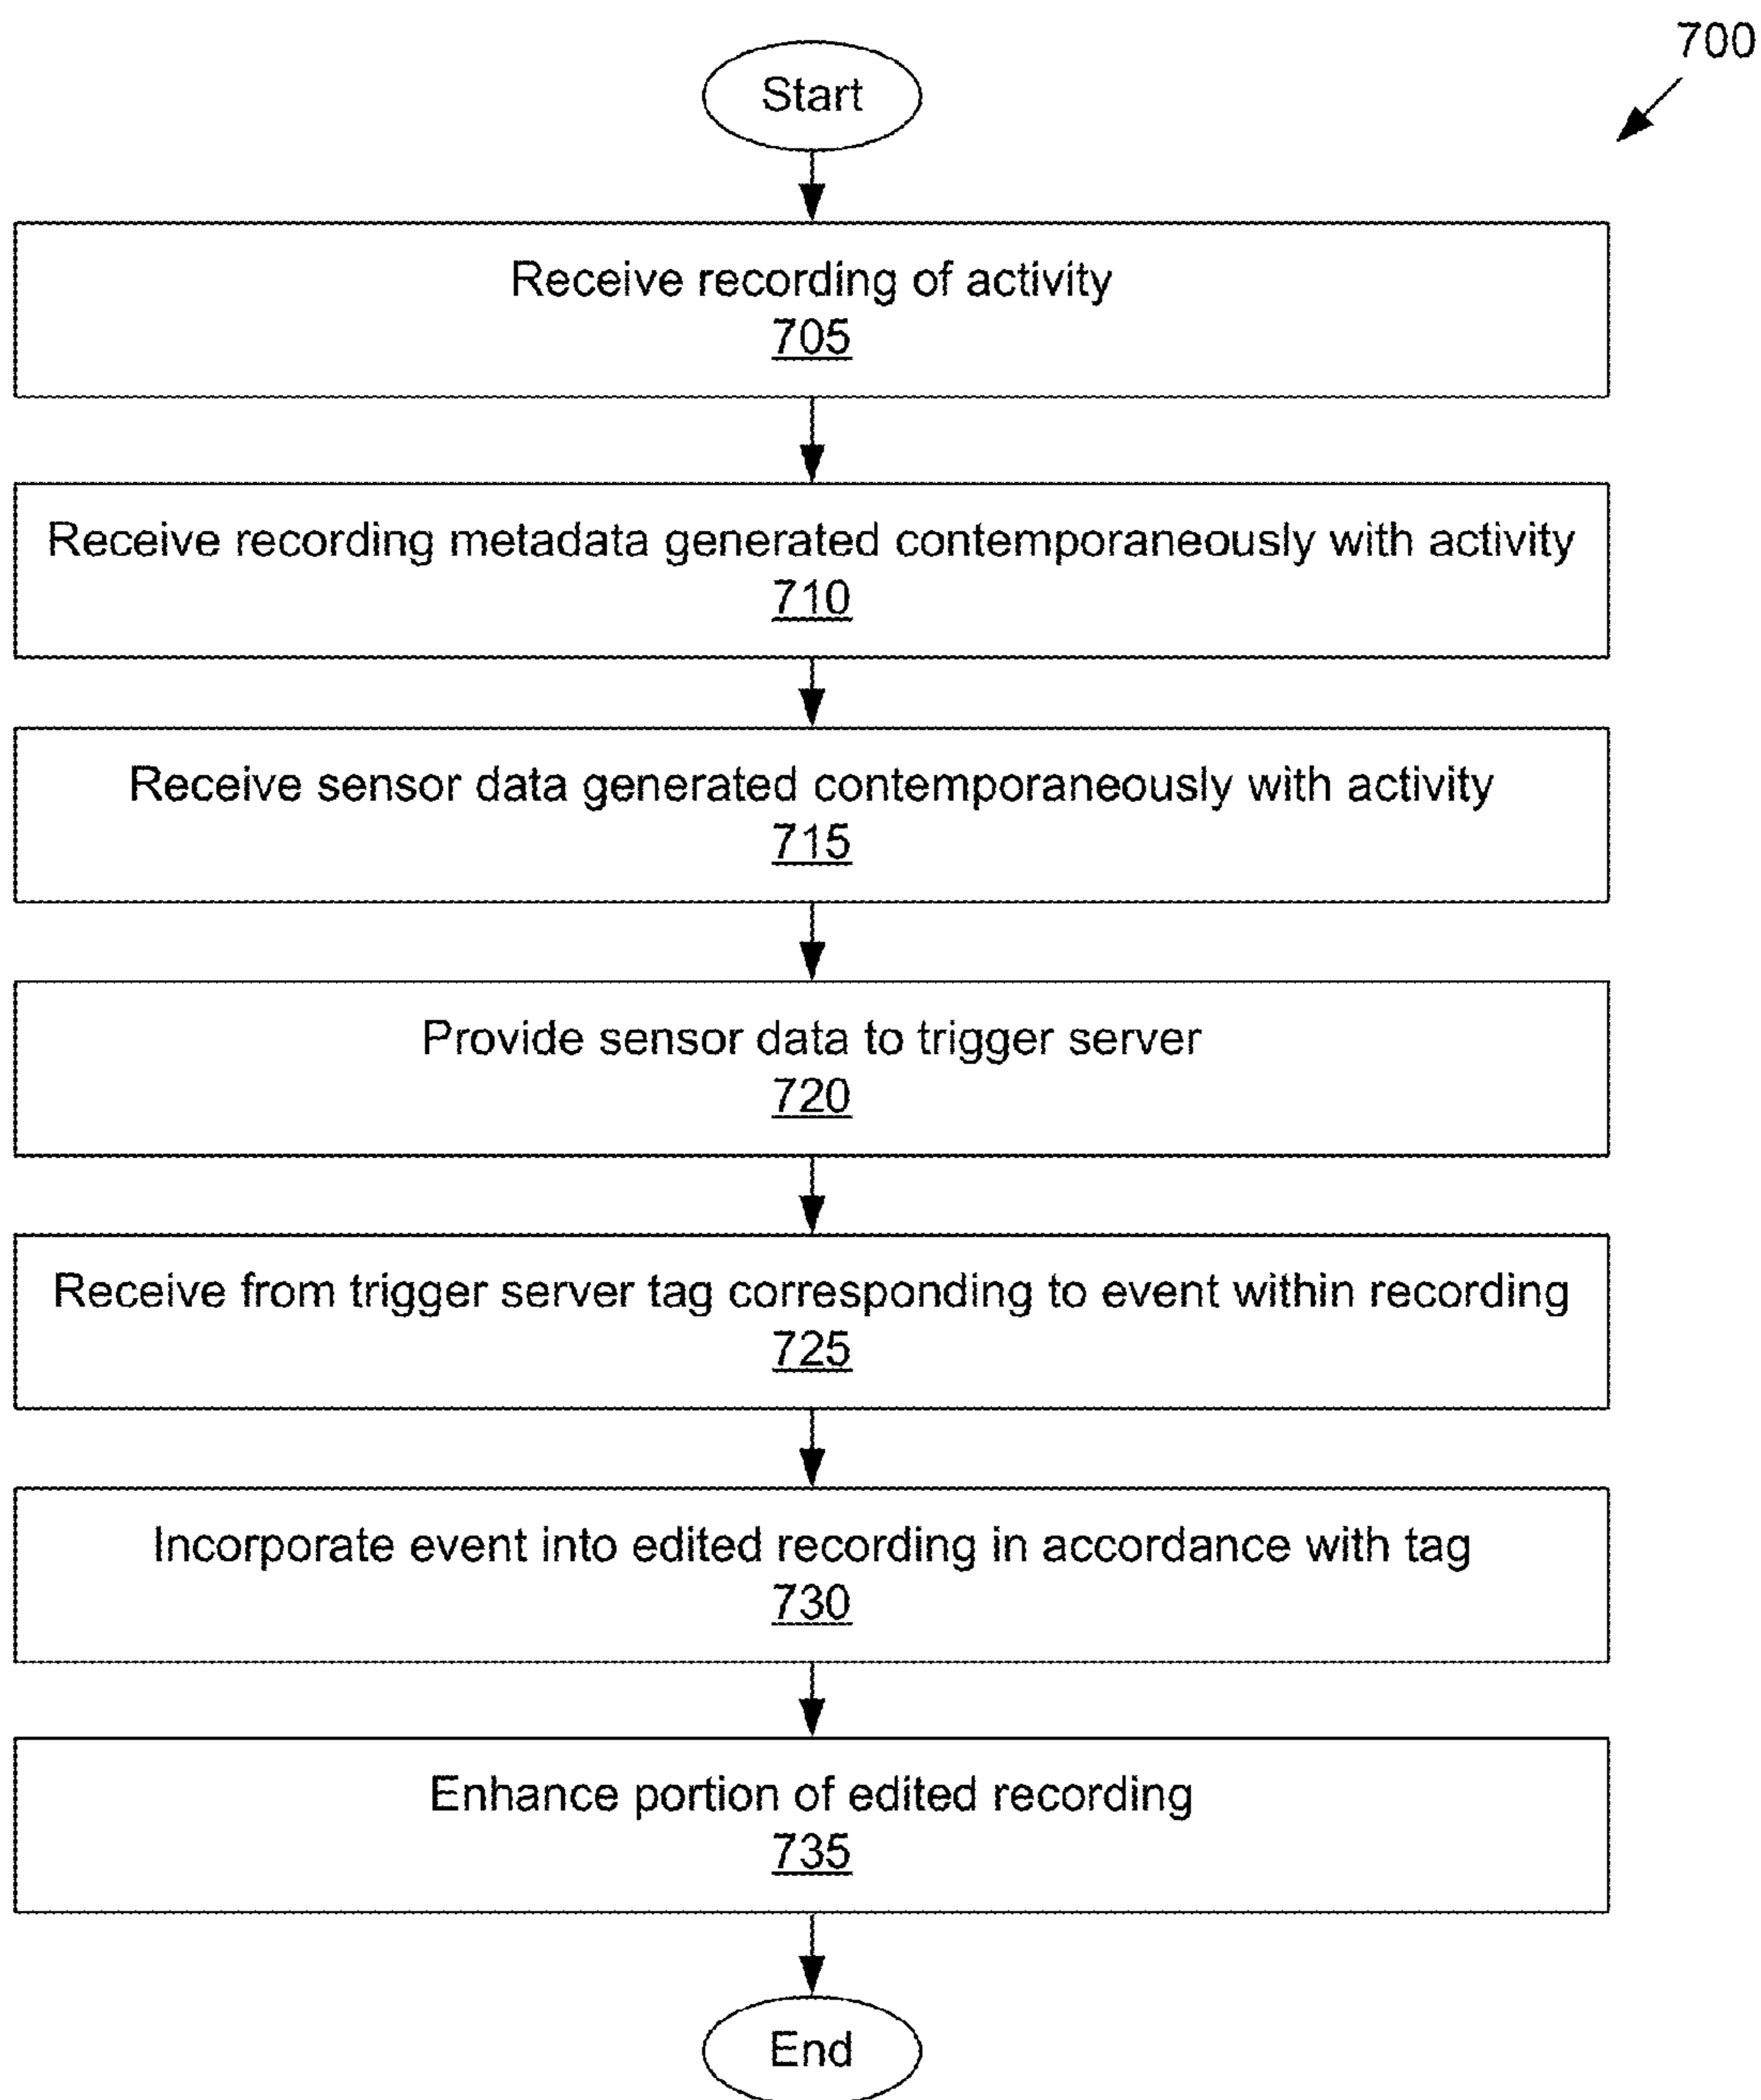 700
Start
Receive recording of activity
705
Receive recording metadata generated contemporaneously with activity
710
Receive sensor data generated contemporaneously with activity
715
Provide sensor data to trigger server
720
Receive from trigger server tag corresponding to event within recording
725
Incorporate event into edited recording in accordance with tag
730
Enhance portion of edited recording
735
End